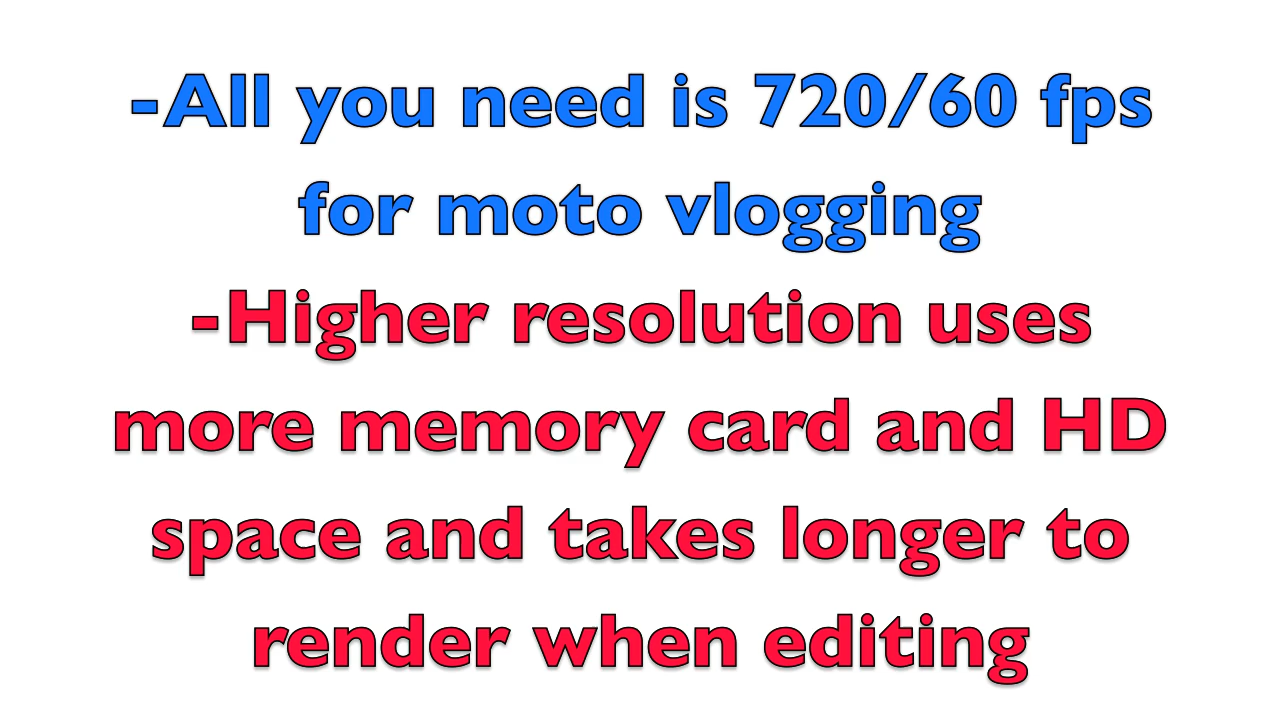 -All you need is 720/60 fps
for moto vlogging
-Higher resolution uses
more memory card and HD
space and takes longer to
render when editing